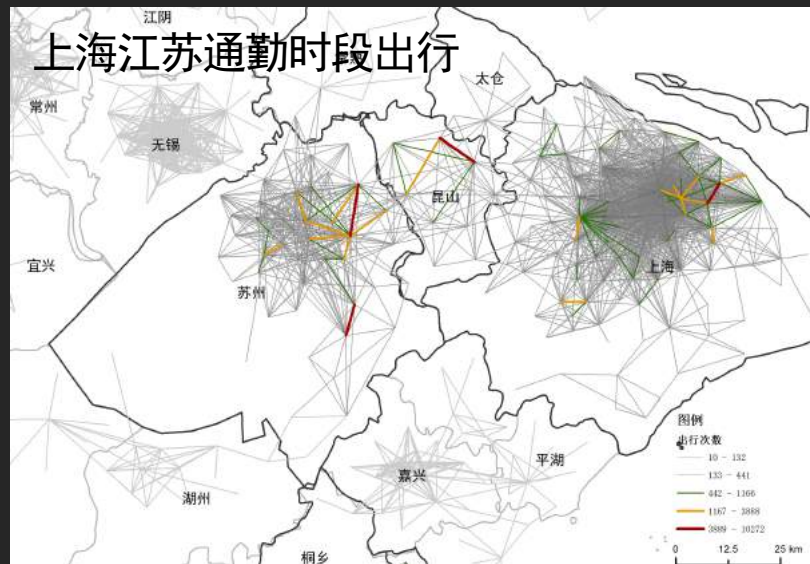 江阴
上海江苏通勤时段出行
太仓
常州
无锡
昆山
宜兴
苏州
上海
图例
出行次数
10 - 132
133 - 441
442 - 1166
1167 - 3888
3889 - 10272
嘉兴
平湖
湖州
桐乡
0 12.5 25 km